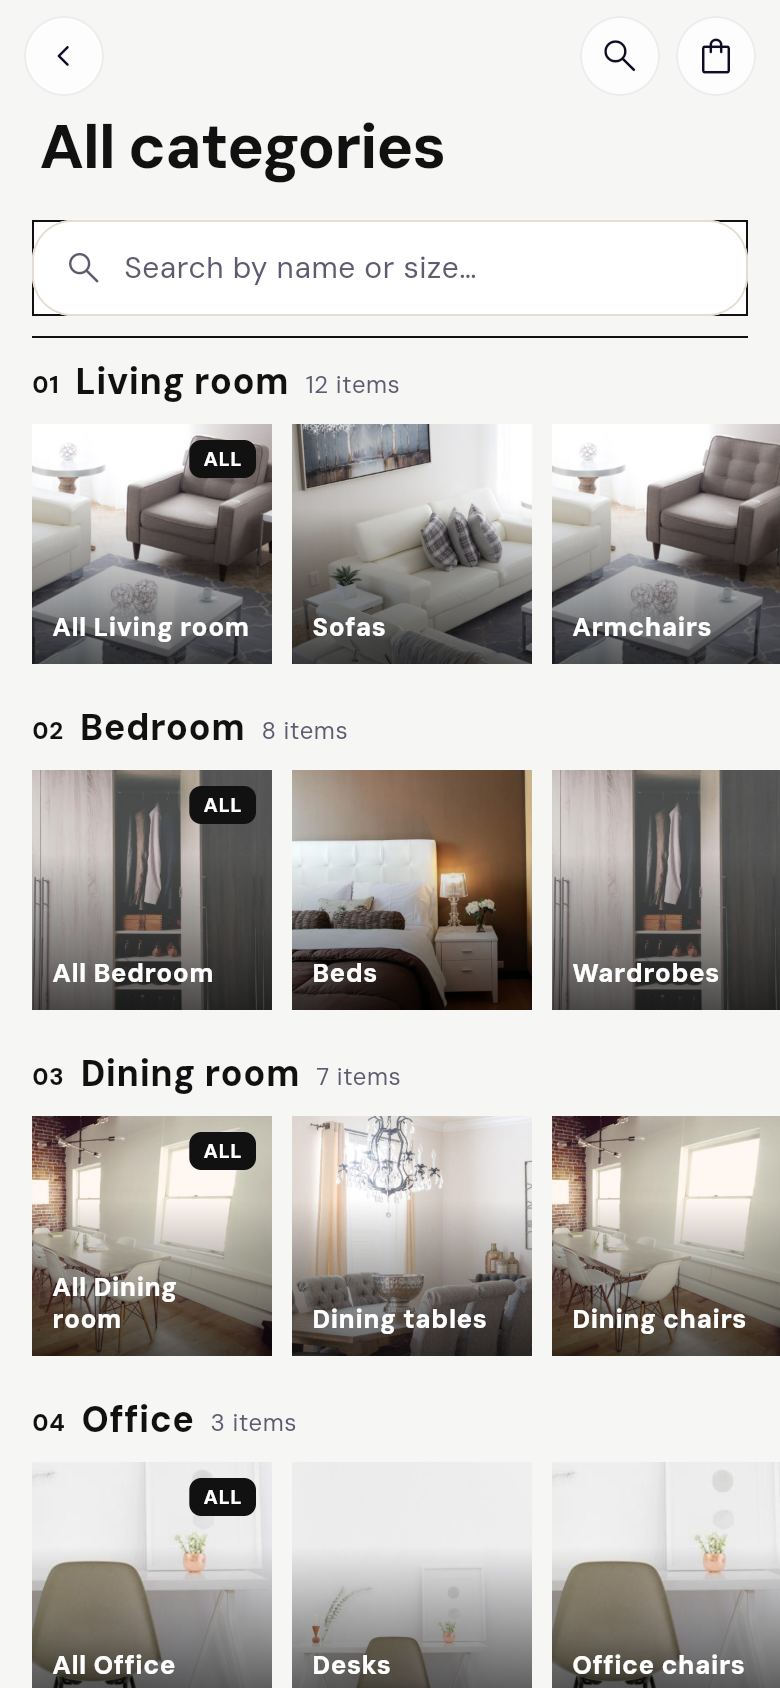 All categories
Search by name or size...
01 Living room 12 items
ALL
All Living room
Sofas
Armchairs
02 Bedroom 8 items
ALL
All Bedroom
Beds
Wardrobes
03 Dining room 7 items
ALL
All Dining
room
Dining tables
Dining chairs
04 Office 3 items
ALL
All Office
Desks
Office chairs